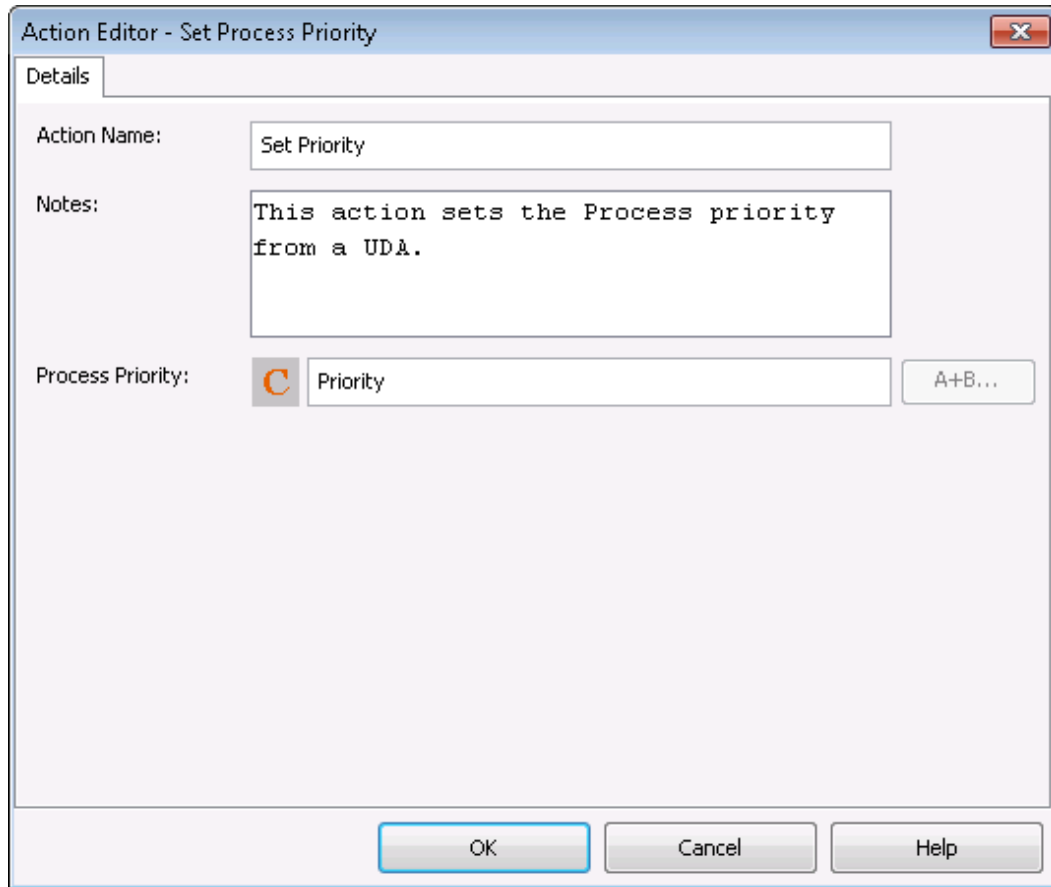 Action Editor - Set Process Priority
Details
Action Name:
Set Priority
Notes:
This action sets the Process priority
from a UDA.
Process Priority:
C
Priority
A+B...
OK
Cancel
Help